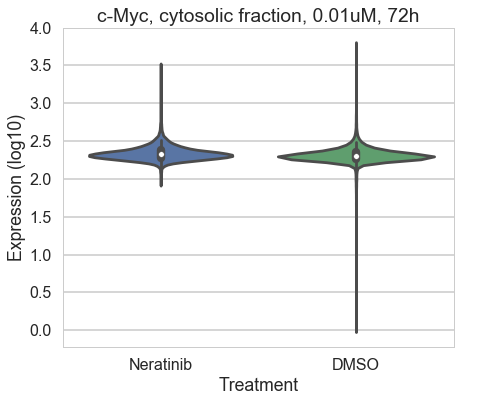 c-Myc, cytosolic fraction, 0.01uM, 72h
4.0
3.5
3.0
2.5
2.0
1.5
1.0
0.5
0.0
Expression (log10)
Neratinib
DMSO
Treatment